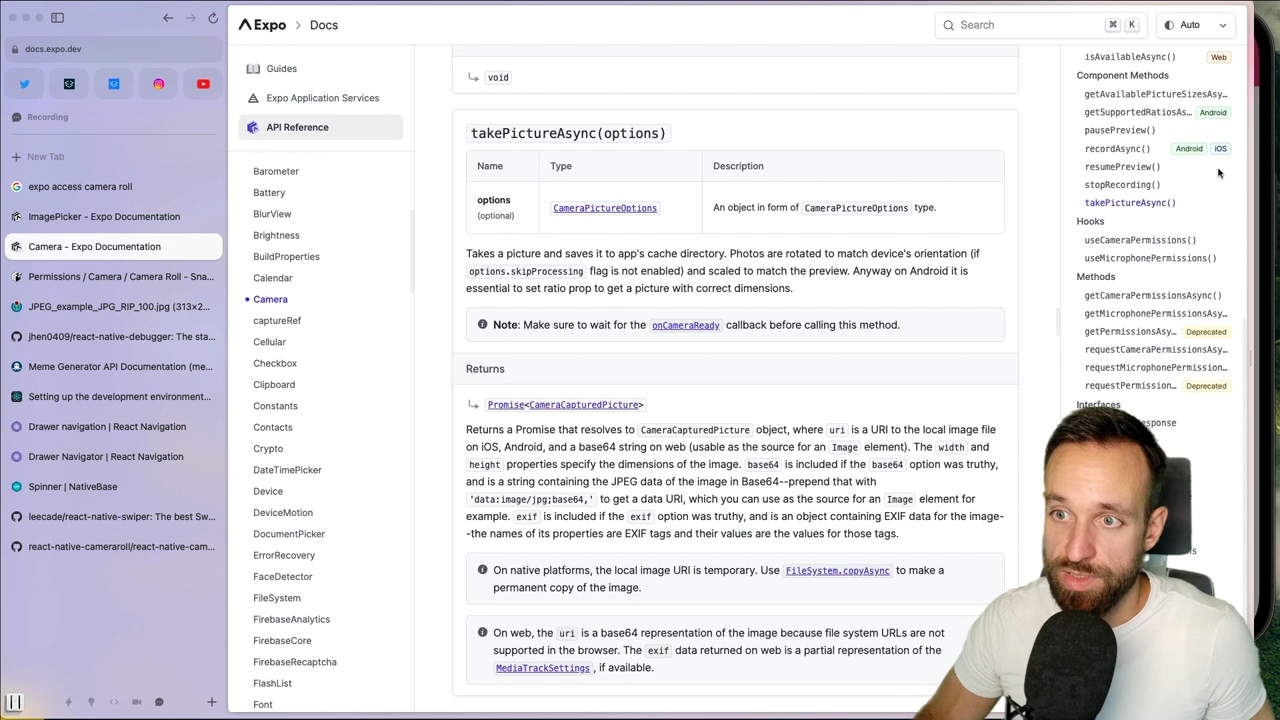 docs.expo.dev
Recording
New Tab
expo access camera roll
ImagePicker - Expo Documentation
Camera - Expo Documentation
Permissions / Camera / Camera Roll - Sna...
JPEG_example_JPG_RIP_100.jpg (313×2...
jhen0409/react-native-debugger: The sta...
Meme Generator API Documentation (me...
Setting up the development environment...
Drawer navigation | React Navigation
Drawer Navigator | React Navigation
Spinner | NativeBase
leecade/react-native-swiper: The best Sw...
react-native-cameraroll/react-native-cam...
Expo
Docs
Search
⌘ K
Auto
Guides
Expo Application Services
API Reference
Barometer
Battery
BlurView
Brightness
BuildProperties
Calendar
Camera
captureRef
Cellular
Checkbox
Clipboard
Constants
Contacts
Crypto
DateTimePicker
Device
DeviceMotion
DocumentPicker
ErrorRecovery
FaceDetector
FileSystem
FirebaseAnalytics
FirebaseCore
FirebaseRecaptcha
FlashList
Font
void
takePictureAsync(options)
Name Type Description
options
(optional)
CameraPictureOptions
An object in form of CameraPictureOptions type.
Takes a picture and saves it to app's cache directory. Photos are rotated to match device's orientation (if
options.skipProcessing flag is not enabled) and scaled to match the preview. Anyway on Android it is
essential to set ratio prop to get a picture with correct dimensions.
Note: Make sure to wait for the onCameraReady callback before calling this method.
Returns
Promise<CameraCapturedPicture>
Returns a Promise that resolves to CameraCapturedPicture object, where uri is a URI to the local image file
on iOS, Android, and a base64 string on web (usable as the source for an Image element). The width and
height properties specify the dimensions of the image. base64 is included if the base64 option was truthy,
and is a string containing the JPEG data of the image in Base64--prepend that with
'data:image/jpg;base64,' to get a data URI, which you can use as the source for an Image element for
example. exif is included if the exif option was truthy, and is an object containing EXIF data for the image-
-the names of its properties are EXIF tags and their values are the values for those tags.
On native platforms, the local image URI is temporary. Use FileSystem.copyAsync to make a
permanent copy of the image.
On web, the uri is a base64 representation of the image because file system URLs are not
supported in the browser. The exif data returned on web is a partial representation of the
MediaTrackSettings, if available.
isAvailableAsync() Web
Component Methods
getAvailablePictureSizesAsy...
getSupportedRatiosAs... Android
pausePreview()
recordAsync() Android iOS
resumePreview()
stopRecording()
takePictureAsync()
Hooks
useCameraPermissions()
useMicrophonePermissions()
Methods
getCameraPermissionsAsync()
getMicrophonePermissionsAsy...
getPermissionsAsy... Deprecated
requestCameraPermissionsAsy...
requestMicrophonePermission...
requestPermission... Deprecated
Interfaces